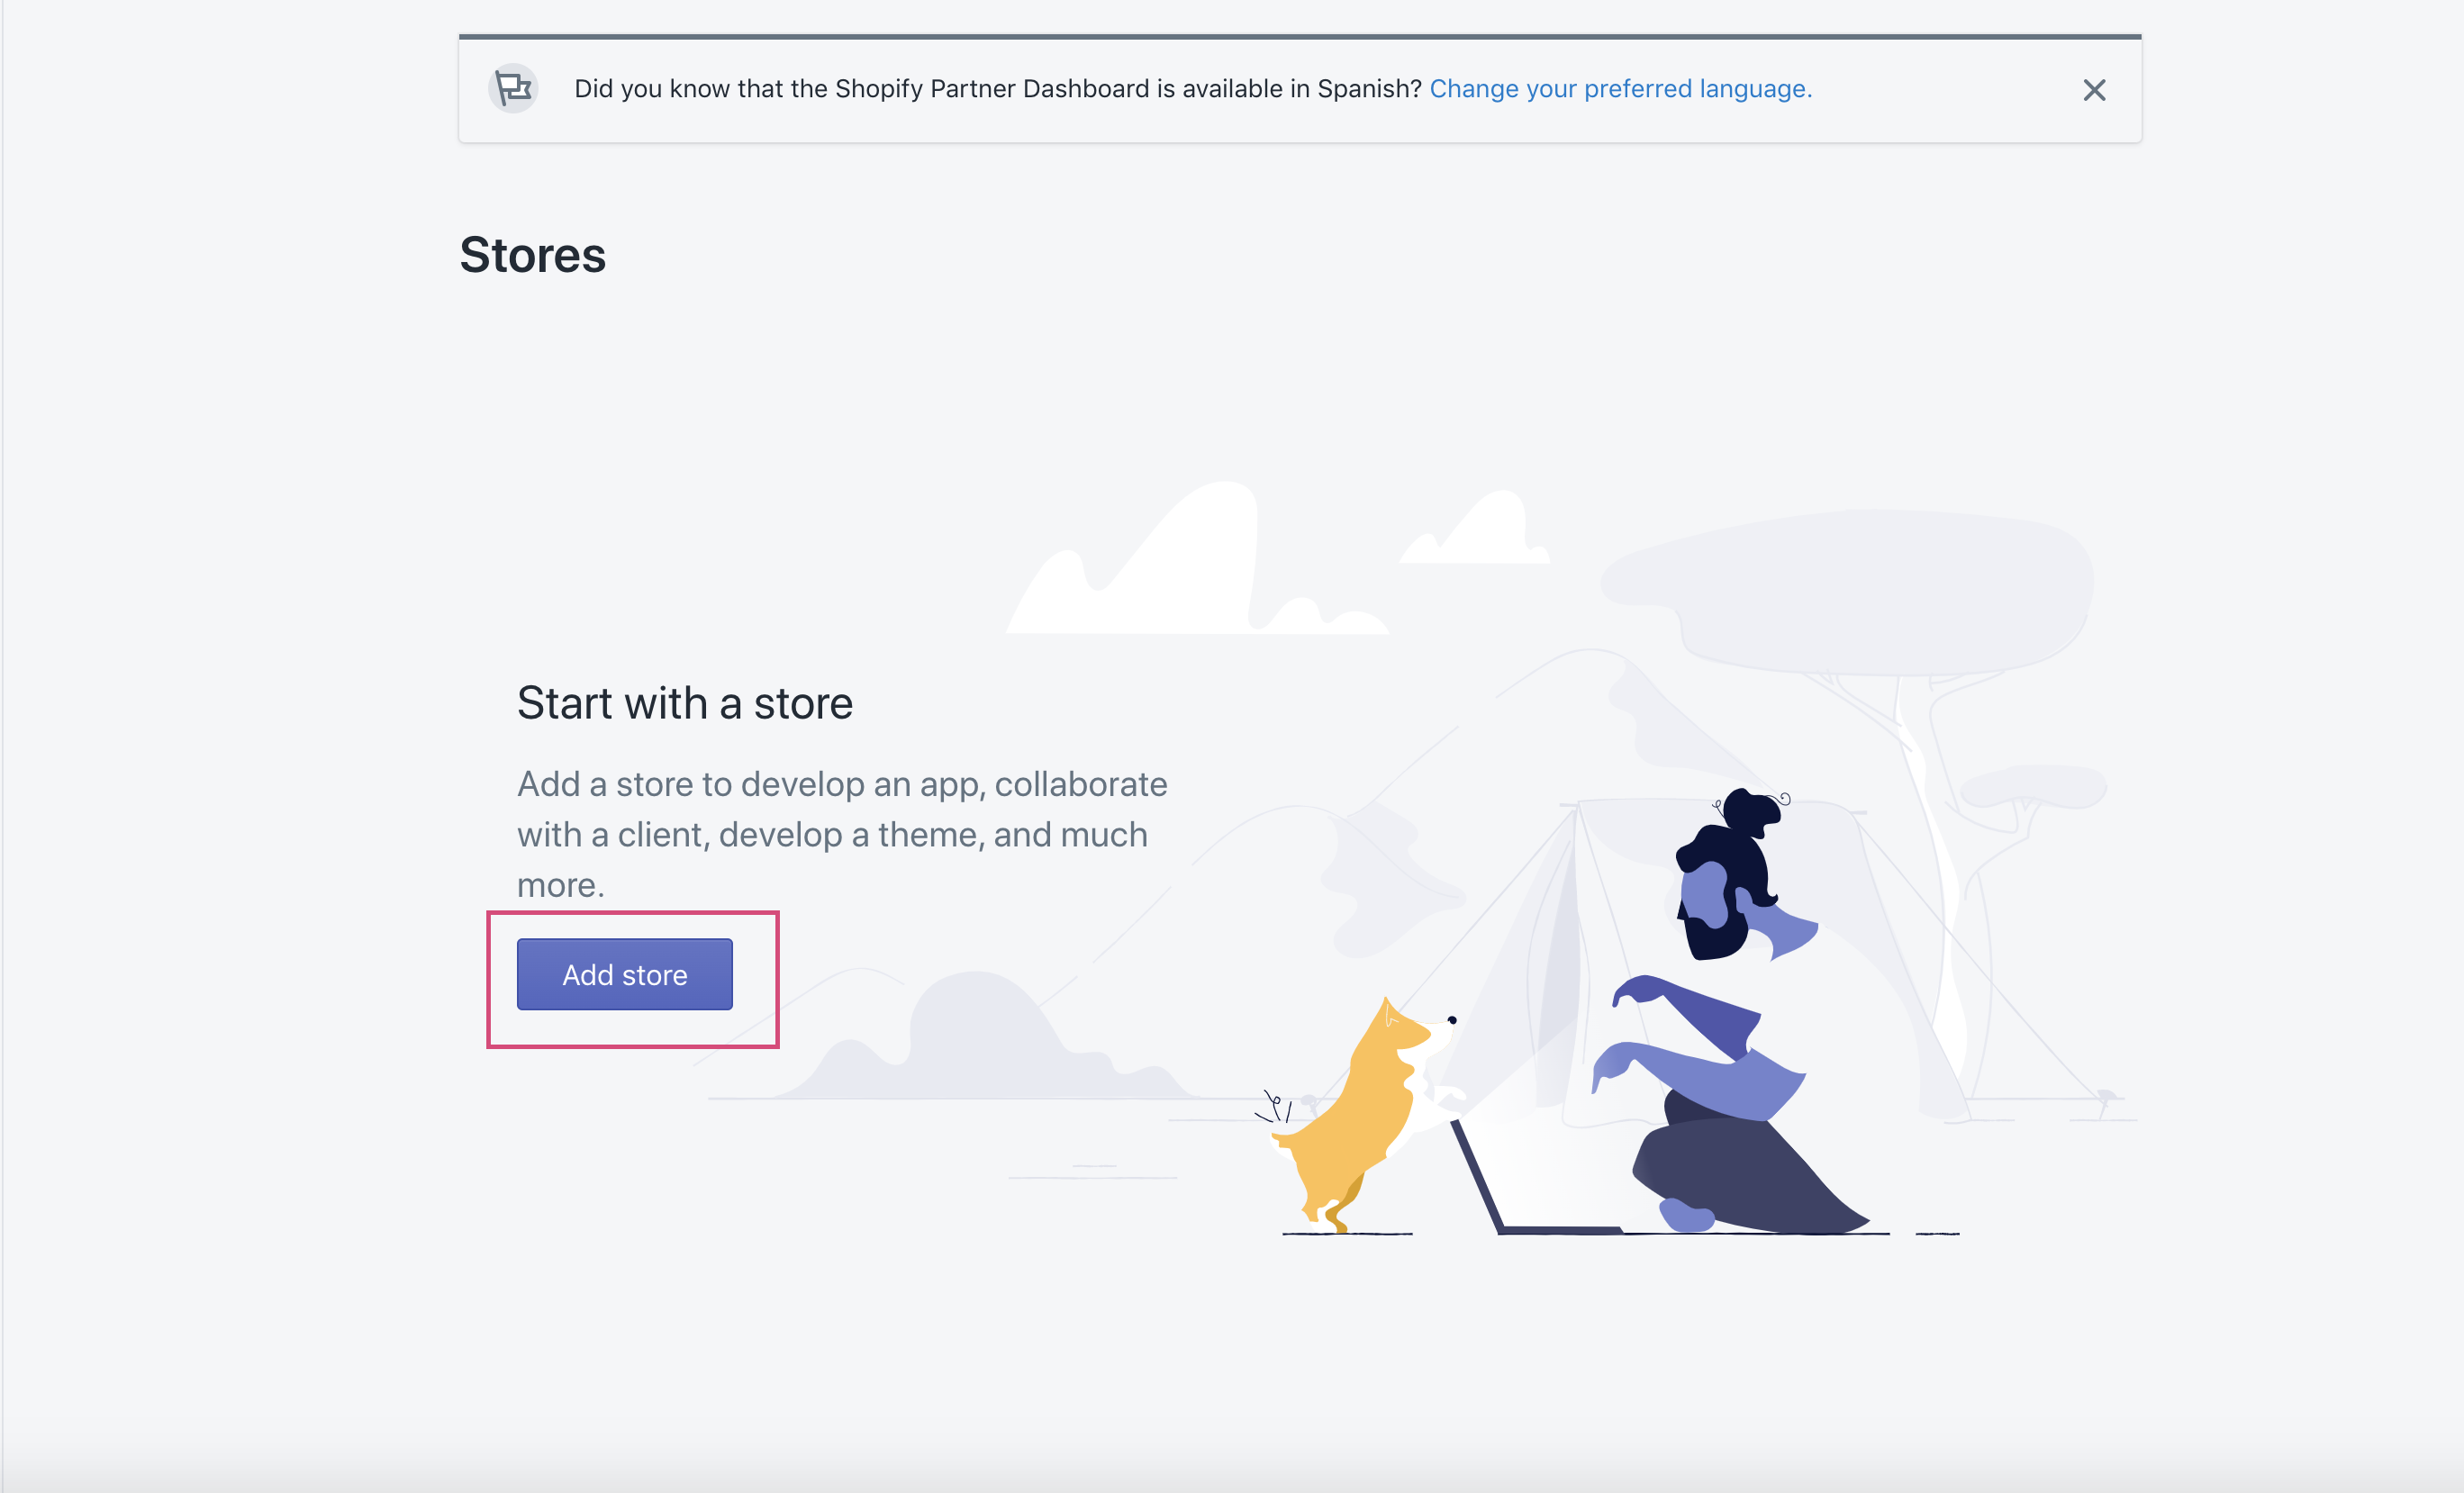 Did you know that the Shopify Partner Dashboard is available in Spanish? Change your preferred language.
Stores
Start with a store
Add a store to develop an app, collaborate
with a client, develop a theme, and much
more.
Add store